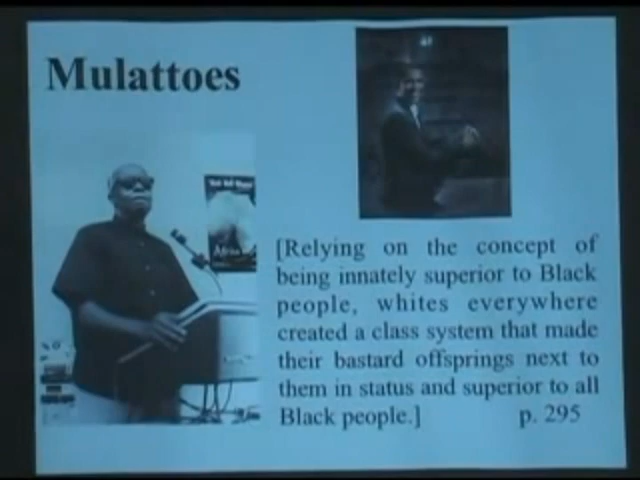 Mulattoes
[Relying on the concept of
being innately superior to Black
people, whites everywhere
created a class system that made
their bastard offsprings next to
them in status and superior to all
Black people.] p. 295